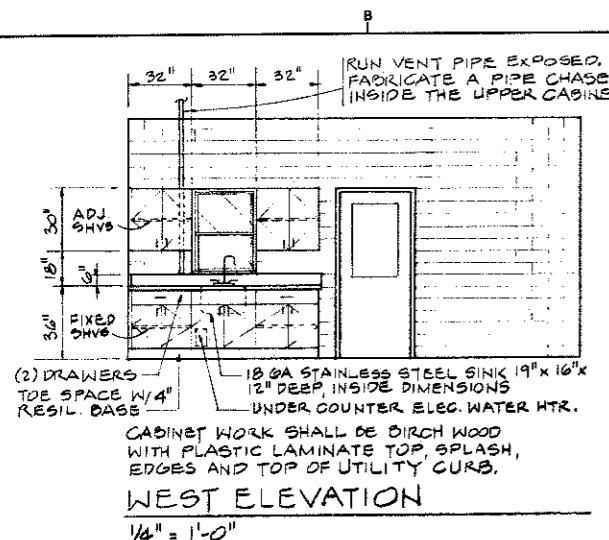 B
RUN VENT PIPE EXPOSED.
FABRICATE A PIPE CHASE
INSIDE THE UPPER CABINE
32" 32" 32"
30"
ADJ.
SHVS
18"
6"
36"
FIXED
SHVS
(2) DRAWERS
TOE SPACE W/4"
RESIL. BASE
18 GA STAINLESS STEEL SINK 19" x 16" x
12" DEEP, INSIDE DIMENSIONS
UNDER COUNTER ELEC. WATER HTR.
CABINET WORK SHALL BE BIRCH WOOD
WITH PLASTIC LAMINATE TOP, SPLASH,
EDGES AND TOP OF UTILITY CURB.
WEST ELEVATION
1/4" = 1'-0"